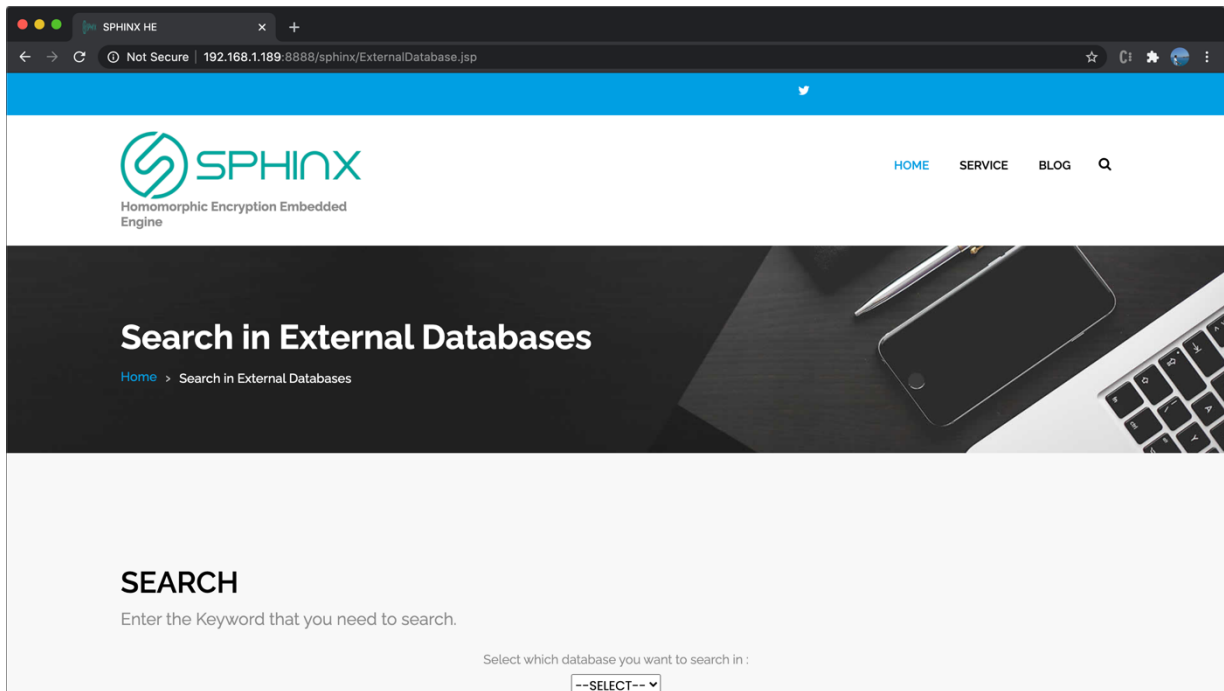 SPHINX HE
Not Secure | 192.168.1.189:8888/sphinx/ExternalDatabase.jsp
SPHINX
Homomorphic Encryption Embedded
Engine
HOME SERVICE BLOG
Search in External Databases
Home > Search in External Databases
SEARCH
Enter the Keyword that you need to search.
Select which database you want to search in :
--SELECT--